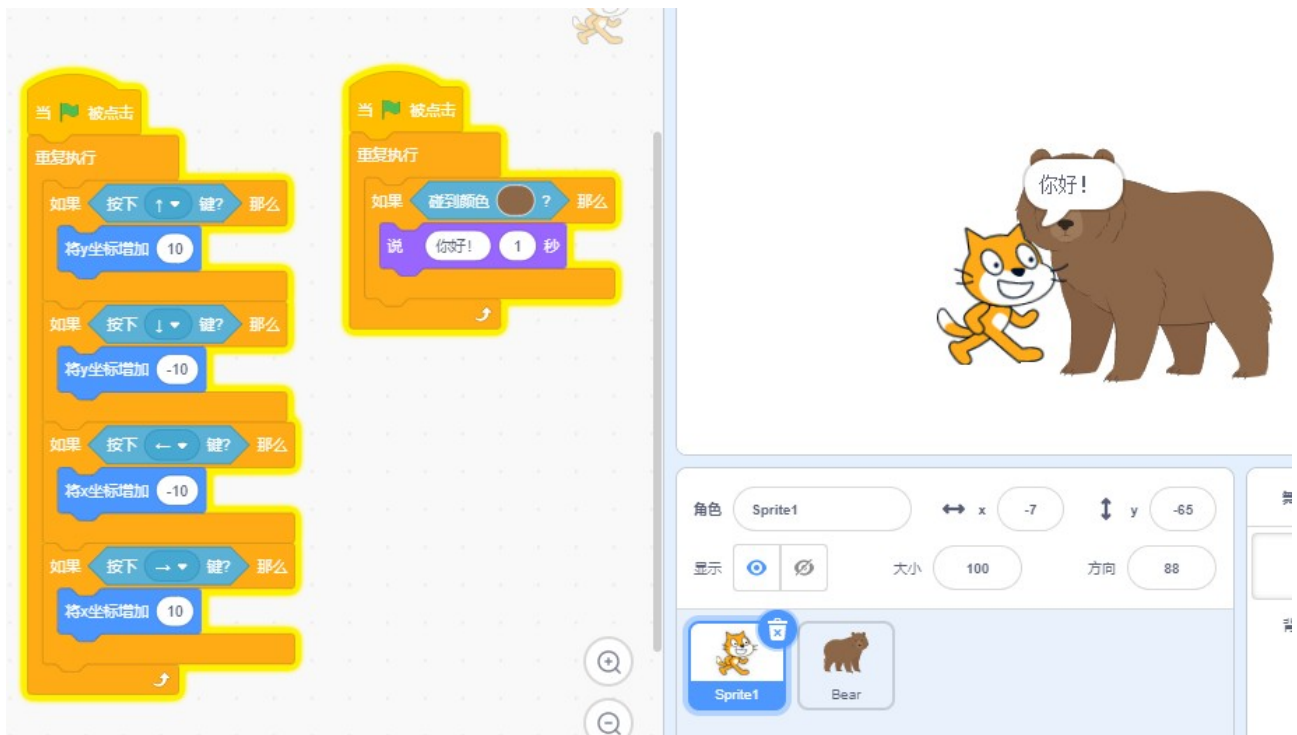 当 被点击
重复执行
如果 按下 ↑ 键? 那么
将y坐标增加 10
如果 按下 ↓ 键? 那么
将y坐标增加 -10
如果 按下 ← 键? 那么
将x坐标增加 -10
如果 按下 → 键? 那么
将x坐标增加 10
当 被点击
重复执行
如果 碰到颜色 ? 那么
说 你好! 1 秒
你好!
角色 Sprite1 x -7 y -65
显示 大小 100 方向 88
Sprite1
Bear